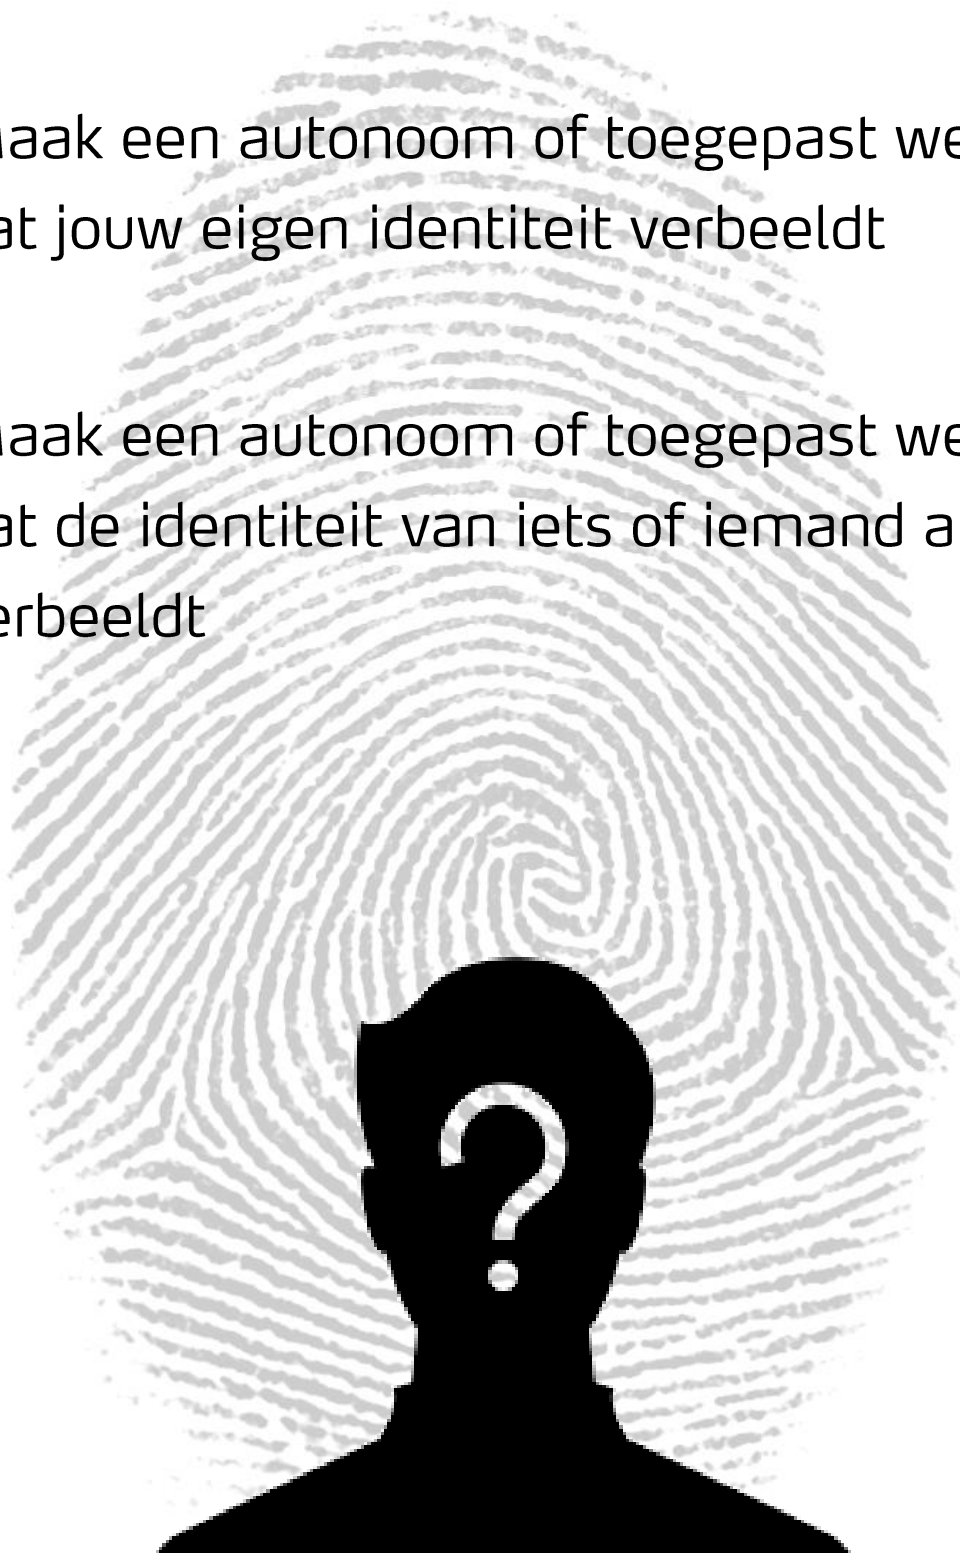 aak een autonoom of toegepast we
at jouw eigen identiteit verbeeldt
aak een autonoom of toegepast we
at de identiteit van iets of iemand a
erbeeldt
?